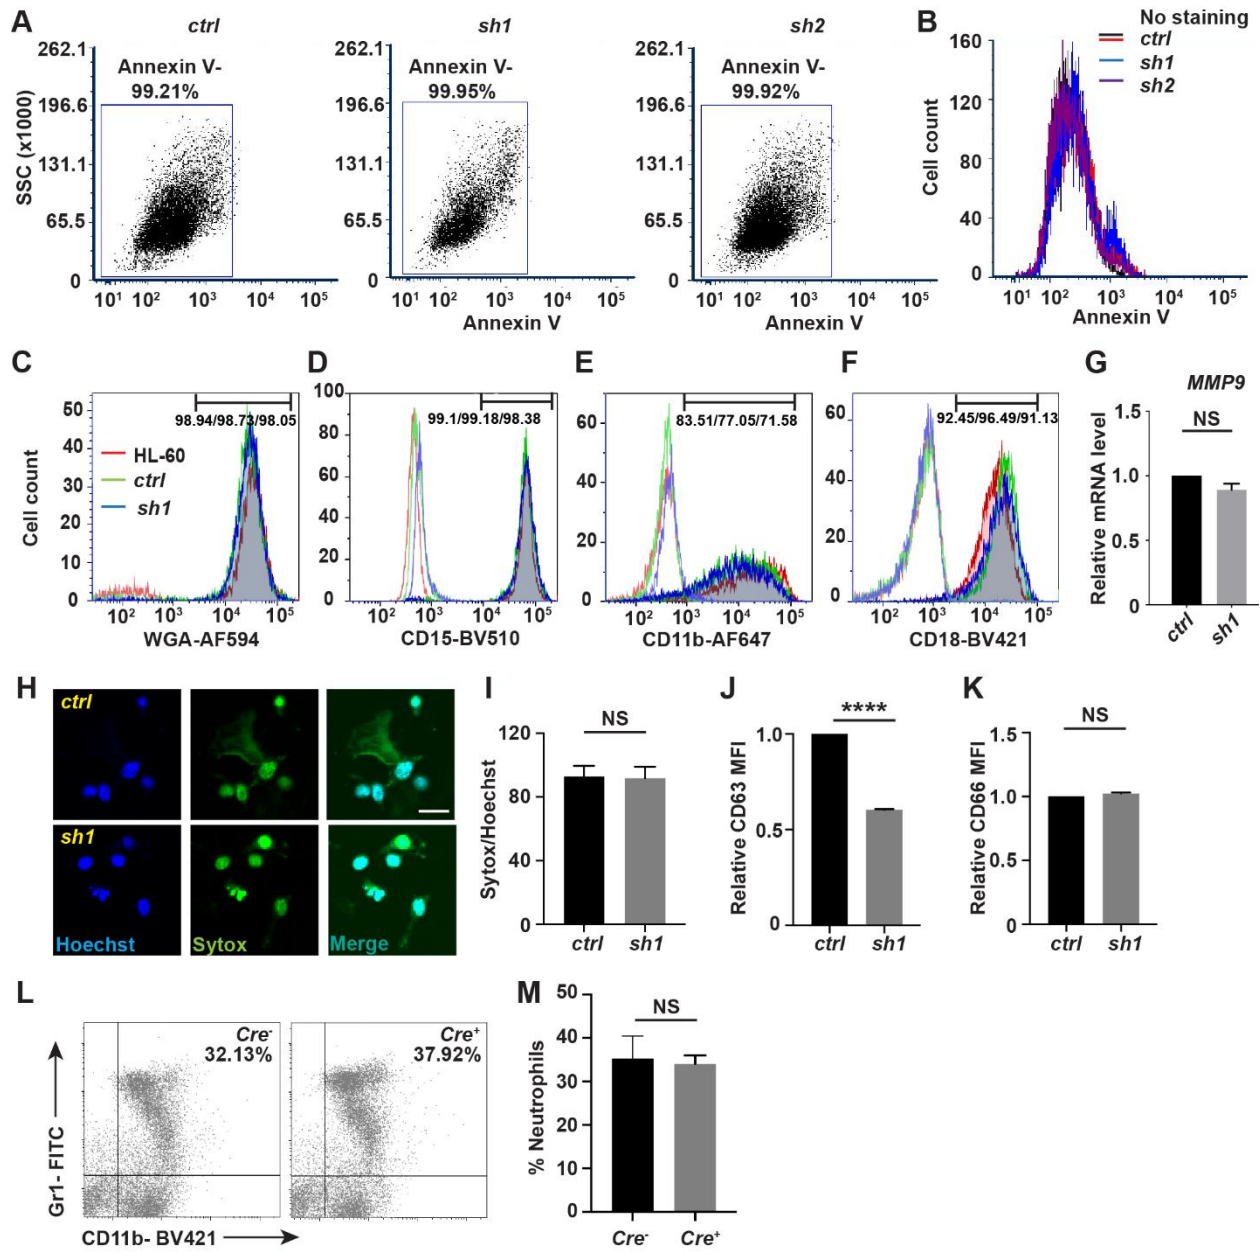 A
ctrl
sh1
sh2
262.1
196.6
131.1
65.5
0
SSC (x1000)
Annexin V-
99.21%
10¹ 10² 10³ 10⁴ 10⁵
262.1
196.6
131.1
65.5
0
Annexin V-
99.95%
10¹ 10² 10³ 10⁴ 10⁵
Annexin V
262.1
196.6
131.1
65.5
0
Annexin V-
99.92%
10¹ 10² 10³ 10⁴ 10⁵
Annexin V
B
No staining
ctrl
sh1
sh2
160
120
80
40
0
Cell count
10¹ 10² 10³ 10⁴ 10⁵
Annexin V
C
50
40
30
20
10
0
Cell count
98.94/98.73/98.05
HL-60
ctrl
sh1
10² 10³ 10⁴ 10⁵
WGA-AF594
D
100
80
60
40
20
0
99.1/99.18/98.38
10² 10³ 10⁴ 10⁵
CD15-BV510
E
60
40
20
0
83.51/77.05/71.58
10² 10³ 10⁴ 10⁵
CD11b-AF647
F
60
40
20
0
92.45/96.49/91.13
10² 10³ 10⁴ 10⁵
CD18-BV421
G
MMP9
1.5
1.0
0.5
0
Relative mRNA level
NS
ctrl
sh1
H
ctrl
sh1
Hoechst
Sytox
Merge
I
120
80
40
0
Sytox/Hoechst
NS
ctrl sh1
J
1.0
0.5
0
Relative CD63 MFI
****
ctrl sh1
K
1.5
1.0
0.5
0
Relative CD66 MFI
NS
ctrl sh1
L
Cre⁻
32.13%
Cre⁺
37.92%
Gr1- FITC
CD11b- BV421
M
50
40
30
20
10
0
% Neutrophils
NS
Cre⁻ Cre⁺